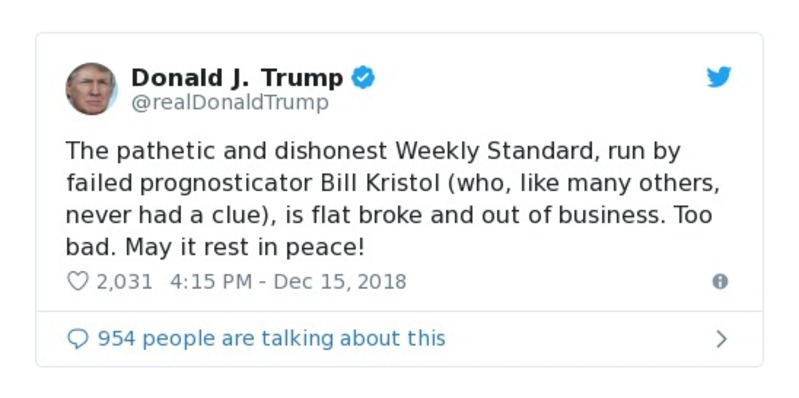 Donald J. Trump
@realDonaldTrump
The pathetic and dishonest Weekly Standard, run by
failed prognosticator Bill Kristol (who, like many others,
never had a clue), is flat broke and out of business. Too
bad. May it rest in peace!
2,031 4:15 PM - Dec 15, 2018
954 people are talking about this